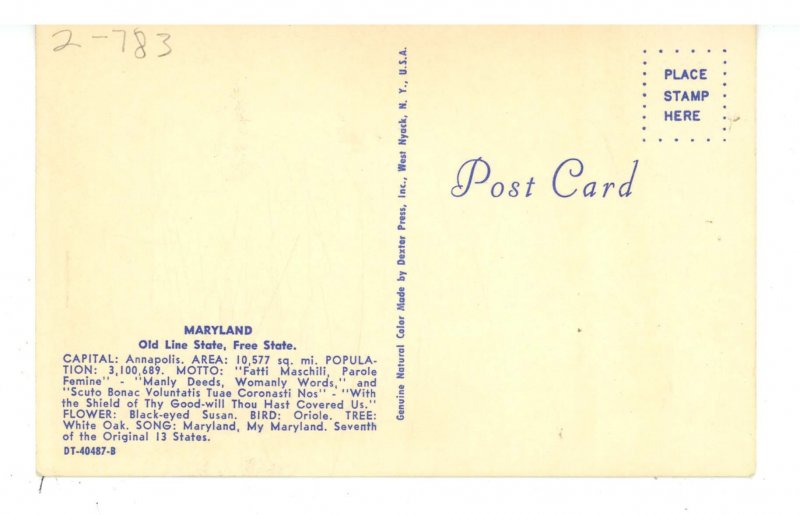 2-783
PLACE
STAMP
HERE
Post Card
Genuine Natural Color Made by Dexter Press, Inc., West Nyack, N. Y., U.S.A.
MARYLAND
Old Line State, Free State.
CAPITAL: Annapolis. AREA: 10,577 sq. mi. POPULA-
TION: 3,100,689. MOTTO: "Fatti Maschili, Parole
Femine" - "Manly Deeds, Womanly Words," and
"Scuto Bonac Voluntatis Tuae Coronasti Nos" - "With
the Shield of Thy Good-will Thou Hast Covered Us."
FLOWER: Black-eyed Susan. BIRD: Oriole. TREE:
White Oak. SONG: Maryland, My Maryland. Seventh
of the Original 13 States.
DT-40487-B